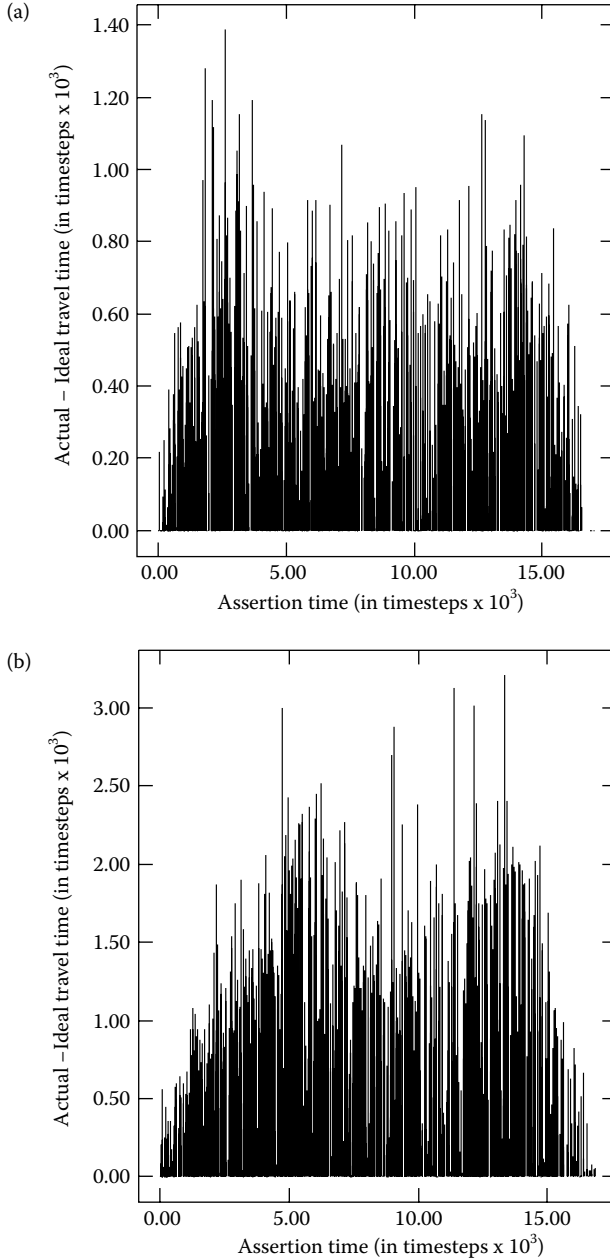 (a)
Actual – Ideal travel time (in timesteps x 10³)
1.40
1.20
1.00
0.80
0.60
0.40
0.20
0.00
0.00 5.00 10.00 15.00
Assertion time (in timesteps x 10³)
(b)
Actual –Ideal travel time (in timesteps x 10³)
3.00
2.50
2.00
1.50
1.00
0.50
0.00
0.00 5.00 10.00 15.00
Assertion time (in timesteps x 10³)